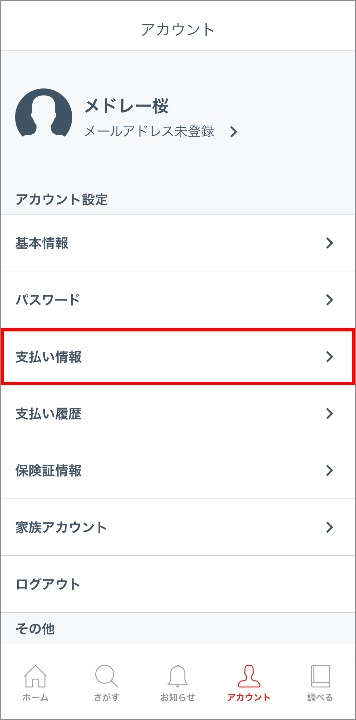 アカウント
メドレー桜
メールアドレス未登録
アカウント設定
基本情報
パスワード
支払い情報
支払い履歴
保険証情報
家族アカウント
ログアウト
その他
ホーム
さがす
お知らせ
アカウント
調べる